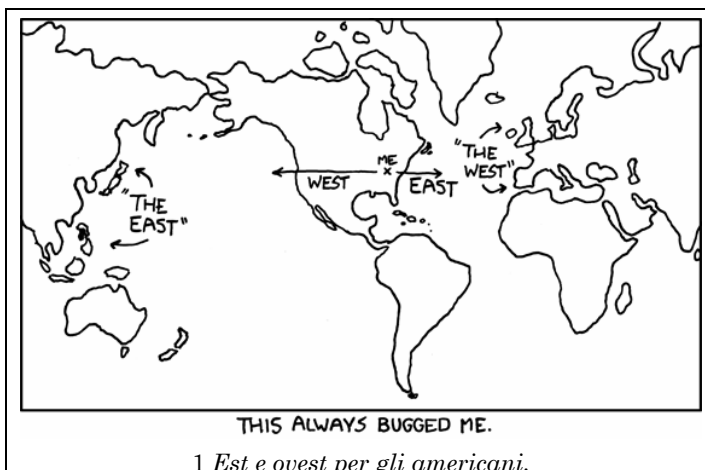 ME
"THE
WEST"
WEST
EAST
"THE
EAST"
THIS ALWAYS BUGGED ME.
1 Est e ovest per gli americani.